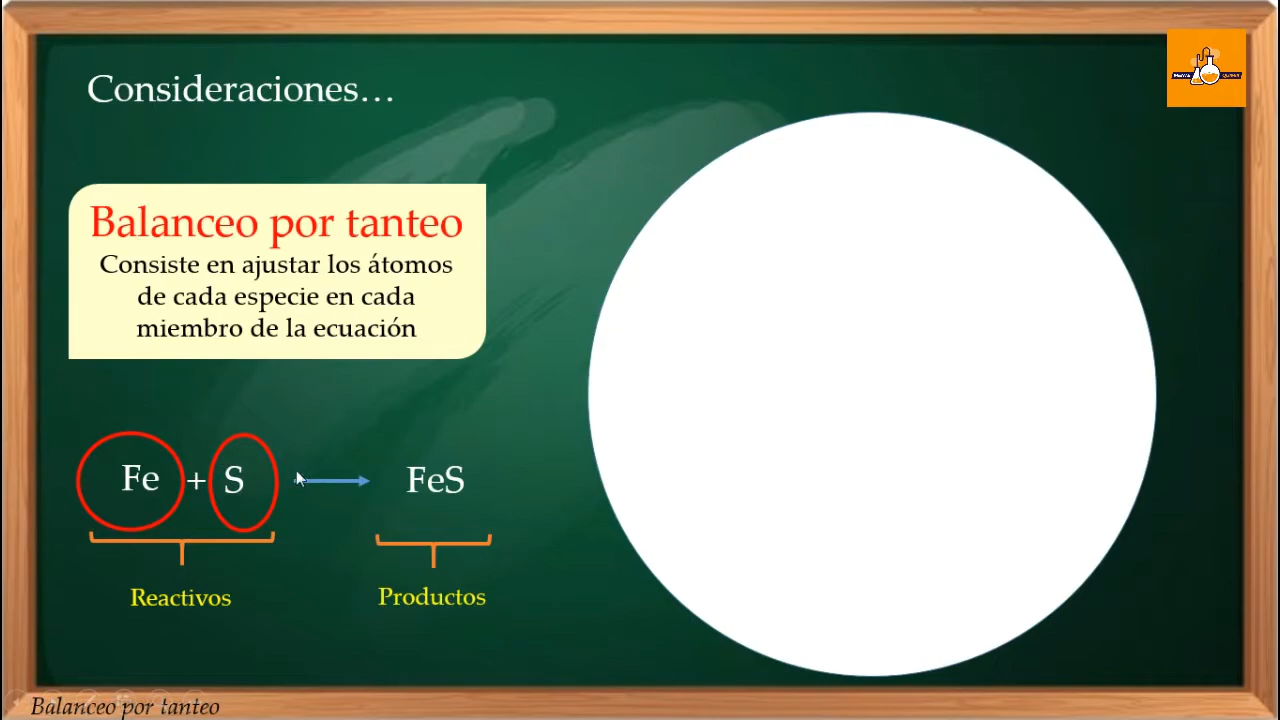 Consideraciones...
Balanceo por tanteo
Consiste en ajustar los átomos
de cada especie en cada
miembro de la ecuación
Fe + S → FeS
Reactivos Productos
Balanceo por tanteo